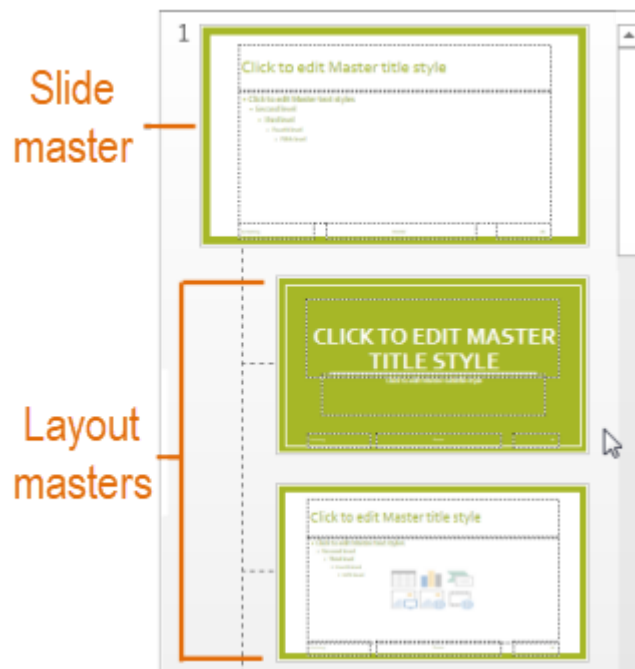 1
Slide
master
Click to edit Master title style
• Click to edit Master text styles
• Second level
• Third level
• Fourth level
• Fifth level
Layout
masters
CLICK TO EDIT MASTER
TITLE STYLE
Click to edit Master title style
• Click to edit Master text styles
• Second level
• Third level
• Fourth level
• Fifth level